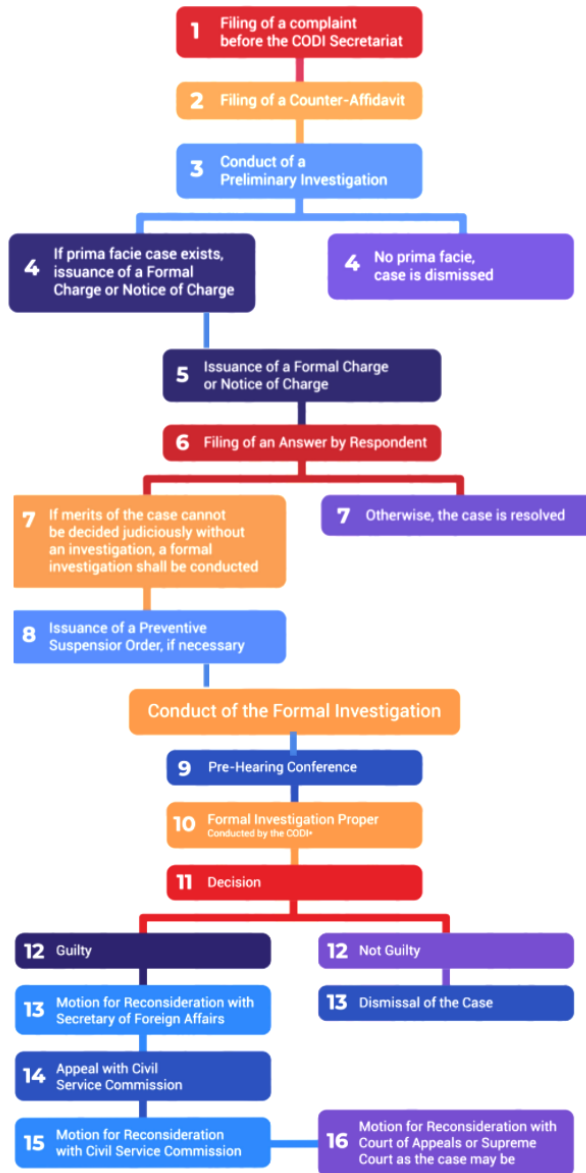 1 Filing of a complaint
before the CODI Secretariat
2 Filing of a Counter-Affidavit
3 Conduct of a
Preliminary Investigation
4 If prima facie case exists,
issuance of a Formal
Charge or Notice of Charge
4 No prima facie,
case is dismissed
5 Issuance of a Formal Charge
or Notice of Charge
6 Filing of an Answer by Respondent
7 If merits of the case cannot
be decided judiciously without
an investigation, a formal
investigation shall be conducted
7 Otherwise, the case is resolved
8 Issuance of a Preventive
Suspensior Order, if necessary
Conduct of the Formal Investigation
9 Pre-Hearing Conference
10 Formal Investigation Proper
Conducted by the CODI*
11 Decision
12 Guilty
12 Not Guilty
13 Motion for Reconsideration with
Secretary of Foreign Affairs
13 Dismissal of the Case
14 Appeal with Civil
Service Commission
15 Motion for Reconsideration
with Civil Service Commission
16 Motion for Reconsideration with
Court of Appeals or Supreme
Court as the case may be